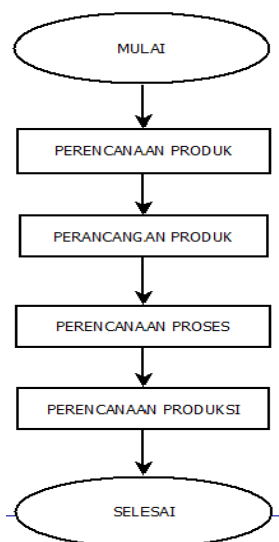 MULAI
PERENCANAAN PRODUK
PERANCANGAN PRODUK
PERENCANAAN PROSES
PERENCANAAN PRODUKSI
SELESAI